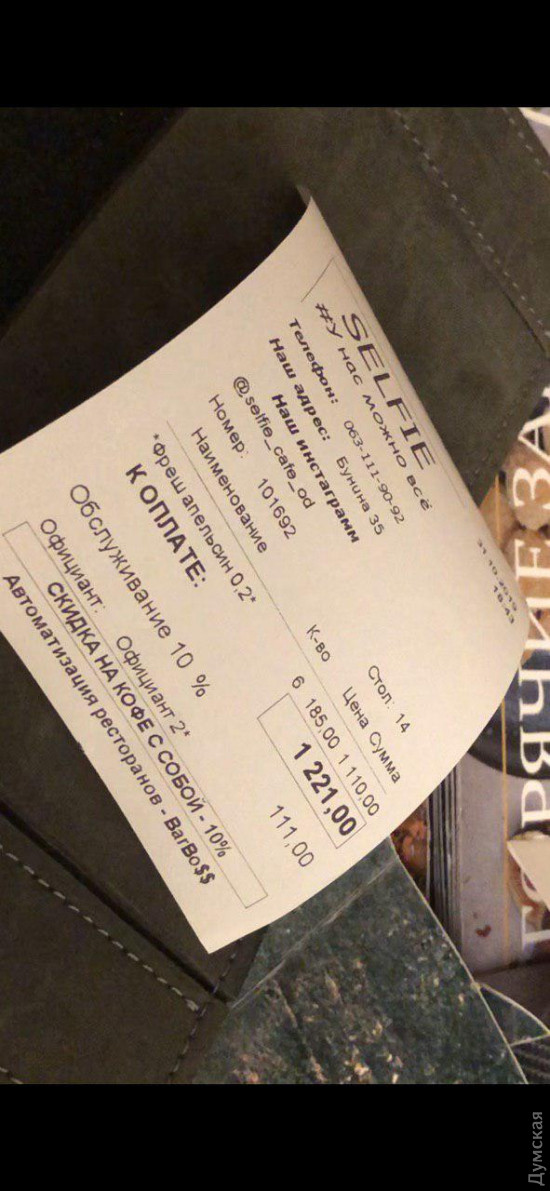 SELFIE
#У нас можно всё
Телефон: 063-111-90-92
Наш адрес: Бунина 35
Наш инстаграмм
@selfie_cafe_od
Номер: 101692 Стол: 14
Наименование К-во Цена Сумма
*фреш апельсин 0,2* 6 185,00 1 110,00
К ОПЛАТЕ: 1 221,00
Обслуживание 10 % 111,00
Официант: Официант 2*
СКИДКА НА КОФЕ С СОБОЙ - 10%
Автоматизация ресторанов - BarBo$$
Думская